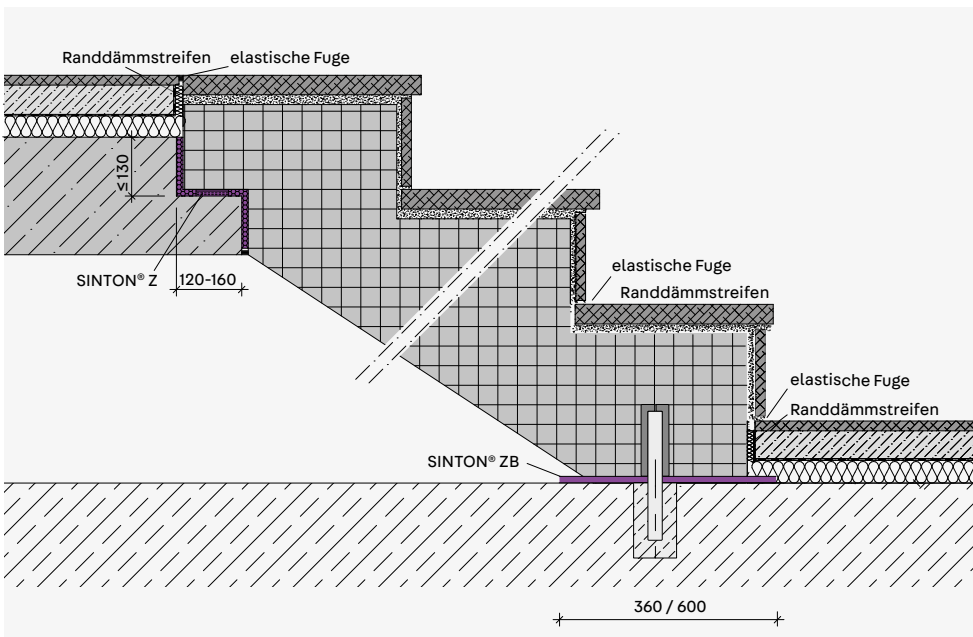 Randdämmstreifen
elastische Fuge
≤130
SINTON® Z
120-160
elastische Fuge
Randdämmstreifen
elastische Fuge
Randdämmstreifen
SINTON® ZB
360 / 600